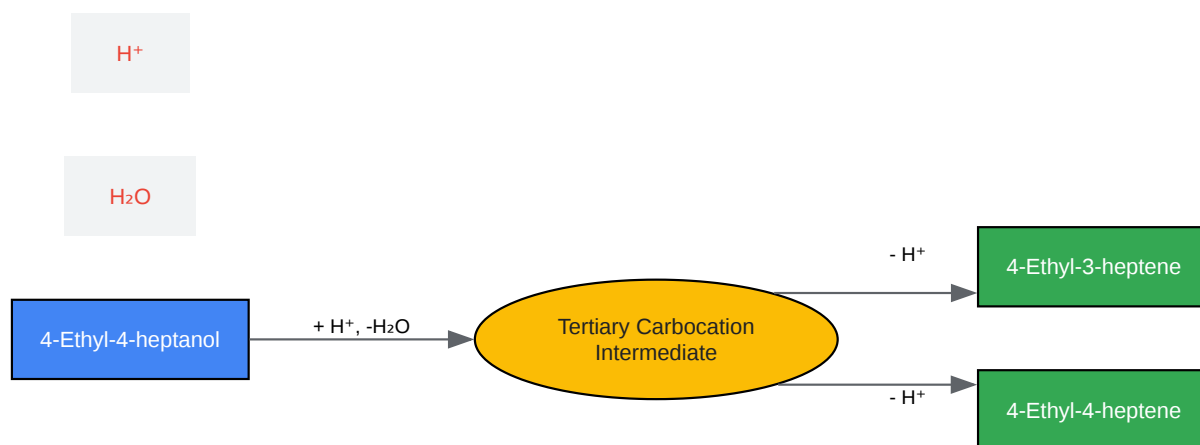 H⁺
H₂O
4-Ethyl-4-heptanol
+ H⁺, -H₂O
Tertiary Carbocation
Intermediate
- H⁺
4-Ethyl-3-heptene
- H⁺
4-Ethyl-4-heptene